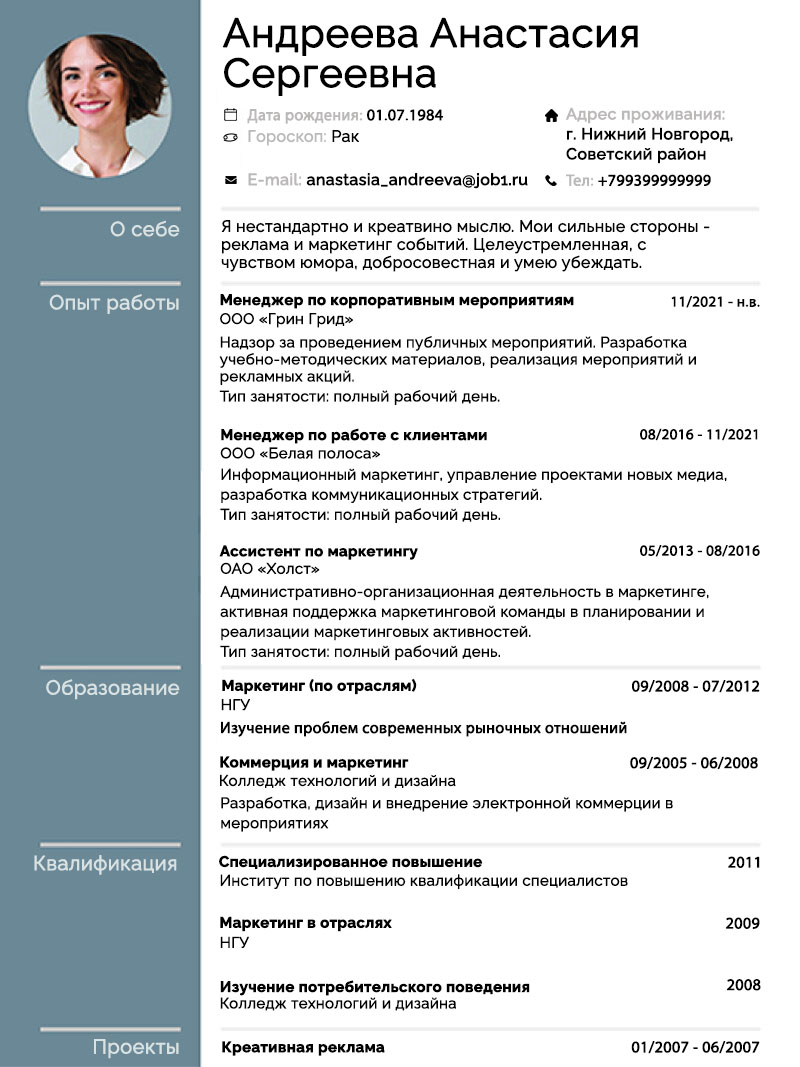 Андреева Анастасия
Сергеевна
Дата рождения: 01.07.1984
Гороскоп: Рак
Адрес проживания:
г. Нижний Новгород,
Советский район
E-mail: anastasia_andreeva@job1.ru
Тел: +799399999999
О себе
Я нестандартно и креатвино мыслю. Мои сильные стороны -
реклама и маркетинг событий. Целеустремленная, с
чувством юмора, добросовестная и умею убеждать.
Опыт работы
Менеджер по корпоративным мероприятиям 11/2021 - н.в.
ООО «Грин Грид»
Надзор за проведением публичных мероприятий. Разработка
учебно-методических материалов, реализация мероприятий и
рекламных акций.
Тип занятости: полный рабочий день.
Менеджер по работе с клиентами 08/2016 - 11/2021
ООО «Белая полоса»
Информационный маркетинг, управление проектами новых медиа,
разработка коммуникационных стратегий.
Тип занятости: полный рабочий день.
Ассистент по маркетингу 05/2013 - 08/2016
ОАО «Холст»
Административно-организационная деятельность в маркетинге,
активная поддержка маркетинговой команды в планировании и
реализации маркетинговых активностей.
Тип занятости: полный рабочий день.
Образование
Маркетинг (по отраслям) 09/2008 - 07/2012
НГУ
Изучение проблем современных рыночных отношений
Коммерция и маркетинг 09/2005 - 06/2008
Колледж технологий и дизайна
Разработка, дизайн и внедрение электронной коммерции в
мероприятиях
Квалификация
Специализированное повышение 2011
Институт по повышению квалификации специалистов
Маркетинг в отраслях 2009
НГУ
Изучение потребительского поведения 2008
Колледж технологий и дизайна
Проекты
Креативная реклама 01/2007 - 06/2007